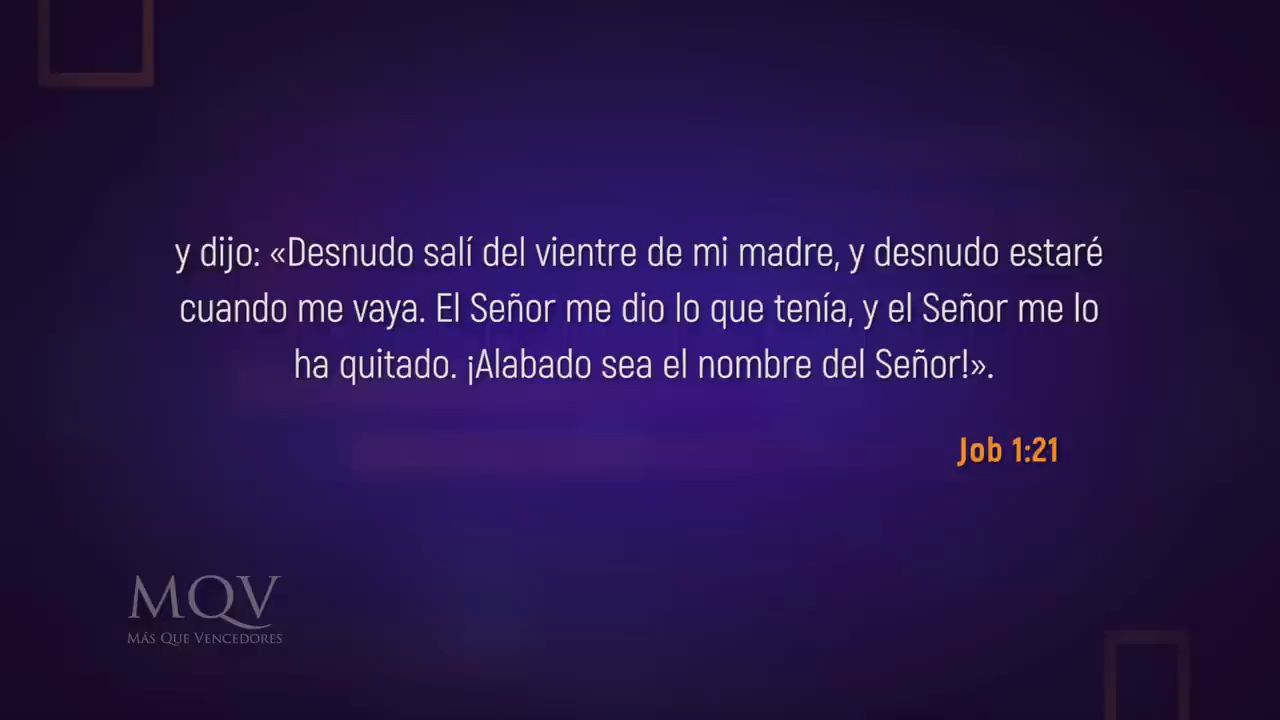 y dijo: «Desnudo salí del vientre de mi madre, y desnudo estaré
cuando me vaya. El Señor me dio lo que tenía, y el Señor me lo
ha quitado. ¡Alabado sea el nombre del Señor!».
Job 1:21
MQV
MÁS QUE VENCEDORES